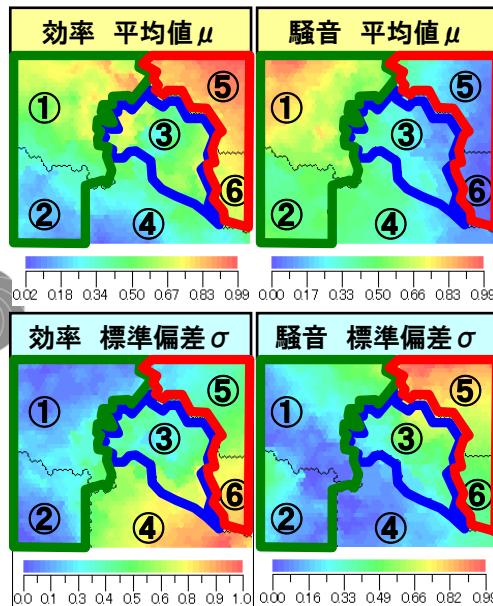 効率 平均値μ
騒音 平均値μ
① ② ③ ④ ⑤ ⑥
① ② ③ ④ ⑤ ⑥
0.02 0.18 0.34 0.50 0.67 0.83 0.99
0.00 0.17 0.33 0.50 0.66 0.83 0.99
効率 標準偏差σ
騒音 標準偏差σ
① ② ③ ④ ⑤ ⑥
① ② ③ ④ ⑤ ⑥
0.0 0.1 0.3 0.4 0.5 0.6 0.8 0.9 1.0
0.00 0.16 0.33 0.49 0.66 0.82 0.99